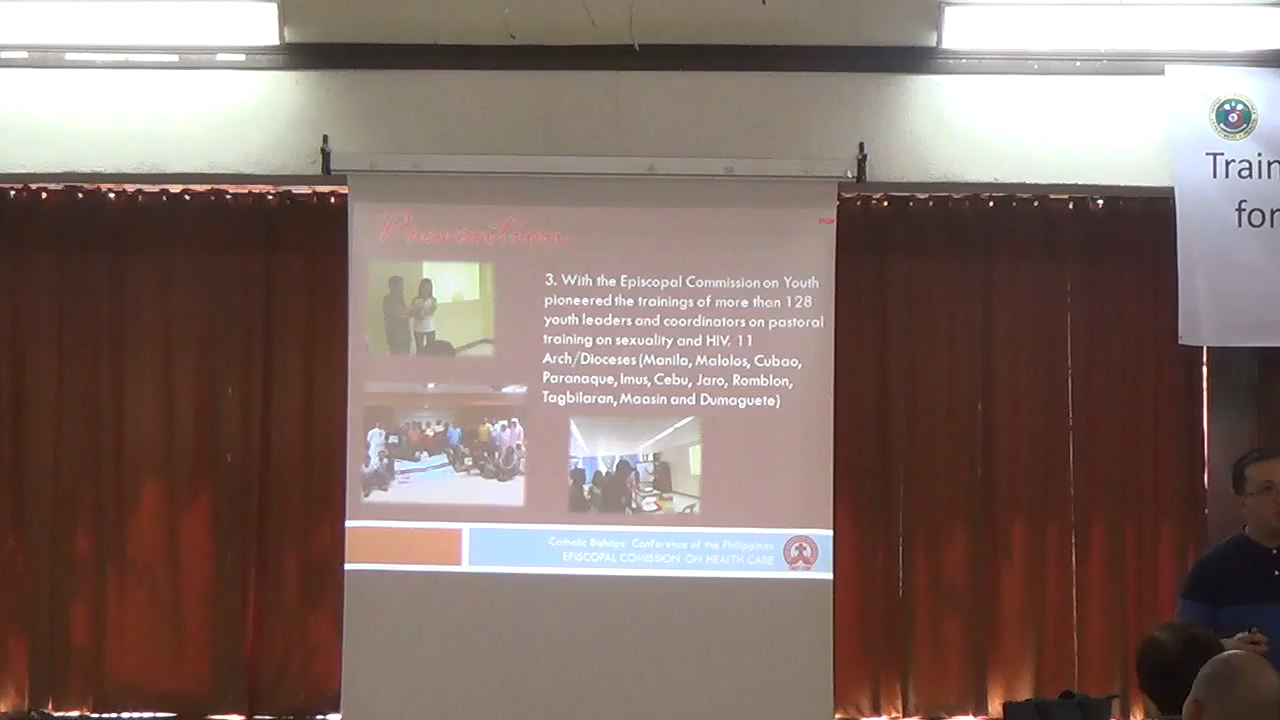 Prevention
3. With the Episcopal Commission on Youth
pioneered the trainings of more than 128
youth leaders and coordinators on pastoral
training on sexuality and HIV. 11
Arch/Dioceses (Manila, Malolos, Cubao,
Paranaque, Imus, Cebu, Jaro, Romblon,
Tagbilaran, Maasin and Dumaguete)
Catholic Bishops' Conference of the Philippines
EPISCOPAL COMISSION ON HEALTH CARE
Train
for